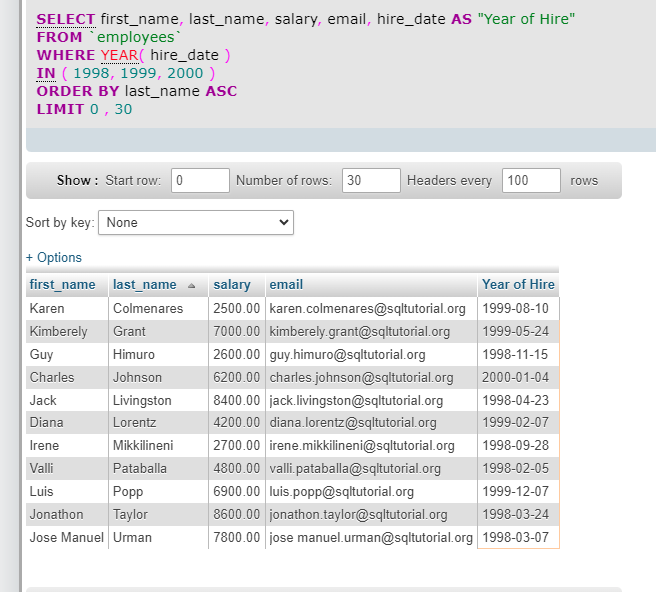 SELECT first_name, last_name, salary, email, hire_date AS "Year of Hire"
FROM `employees`
WHERE YEAR( hire_date )
IN ( 1998, 1999, 2000 )
ORDER BY last_name ASC
LIMIT 0 , 30
Show : Start row: 0 Number of rows: 30 Headers every 100 rows
Sort by key: None
+ Options
first_name last_name salary email Year of Hire
Karen Colmenares 2500.00 karen.colmenares@sqltutorial.org 1999-08-10
Kimberely Grant 7000.00 kimberely.grant@sqltutorial.org 1999-05-24
Guy Himuro 2600.00 guy.himuro@sqltutorial.org 1998-11-15
Charles Johnson 6200.00 charles.johnson@sqltutorial.org 2000-01-04
Jack Livingston 8400.00 jack.livingston@sqltutorial.org 1998-04-23
Diana Lorentz 4200.00 diana.lorentz@sqltutorial.org 1999-02-07
Irene Mikkilineni 2700.00 irene.mikkilineni@sqltutorial.org 1998-09-28
Valli Pataballa 4800.00 valli.pataballa@sqltutorial.org 1998-02-05
Luis Popp 6900.00 luis.popp@sqltutorial.org 1999-12-07
Jonathon Taylor 8600.00 jonathon.taylor@sqltutorial.org 1998-03-24
Jose Manuel Urman 7800.00 jose manuel.urman@sqltutorial.org 1998-03-07